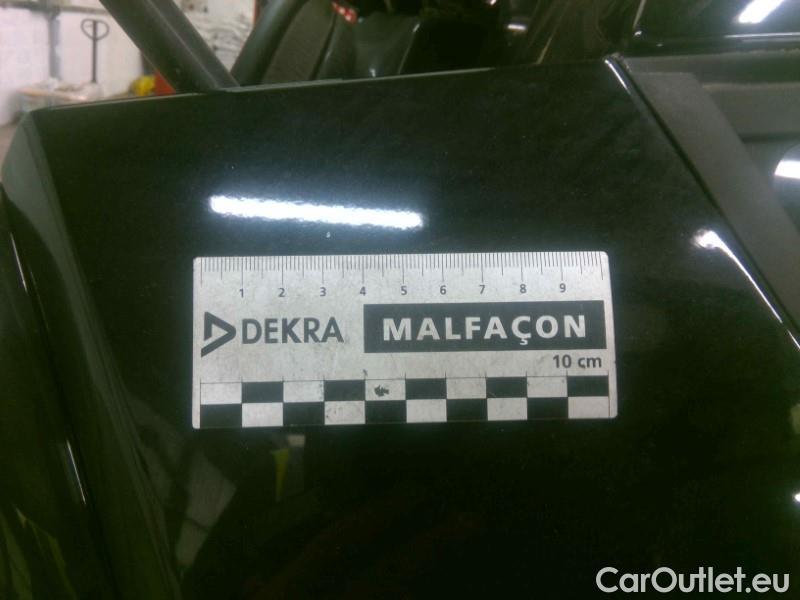 1 2 3 4 5 6 7 8 9
DEKRA MALFAÇON
10 cm
CarOutlet.eu